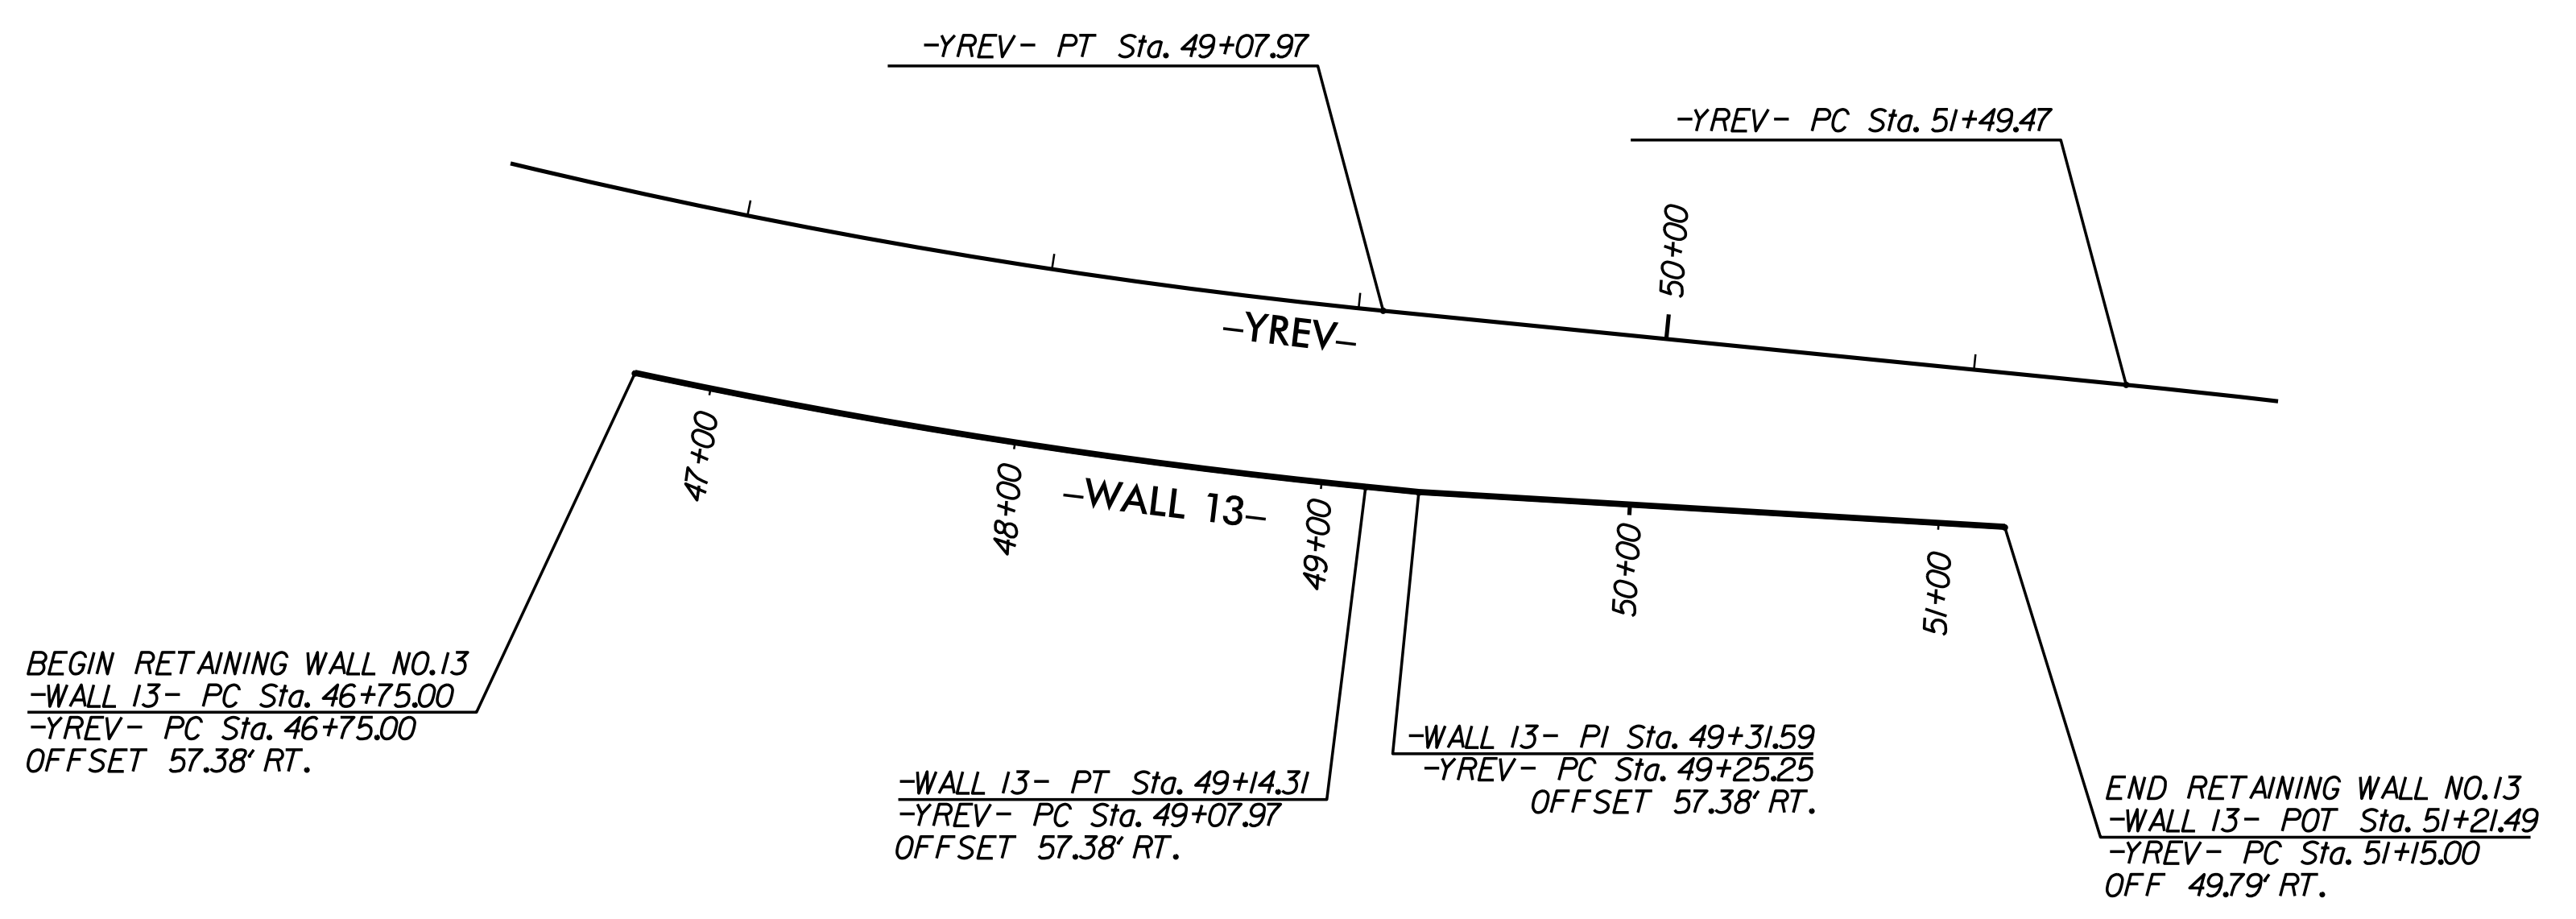 -YREV- PT Sta. 49+07.97
-YREV- PC Sta. 51+49.47
50+00
-YREV-
47+00
48+00
-WALL 13-
49+00
50+00
51+00
BEGIN RETAINING WALL NO. 13
-WALL 13- PC Sta. 46+75.00
-YREV- PC Sta. 46+75.00
OFFSET 57.38' RT.
-WALL 13- PT Sta. 49+14.31
-YREV- PC Sta. 49+07.97
OFFSET 57.38' RT.
-WALL 13- PI Sta. 49+31.59
-YREV- PC Sta. 49+25.25
OFFSET 57.38' RT.
END RETAINING WALL NO. 13
-WALL 13- POT Sta. 51+21.49
-YREV- PC Sta. 51+15.00
OFF 49.79' RT.